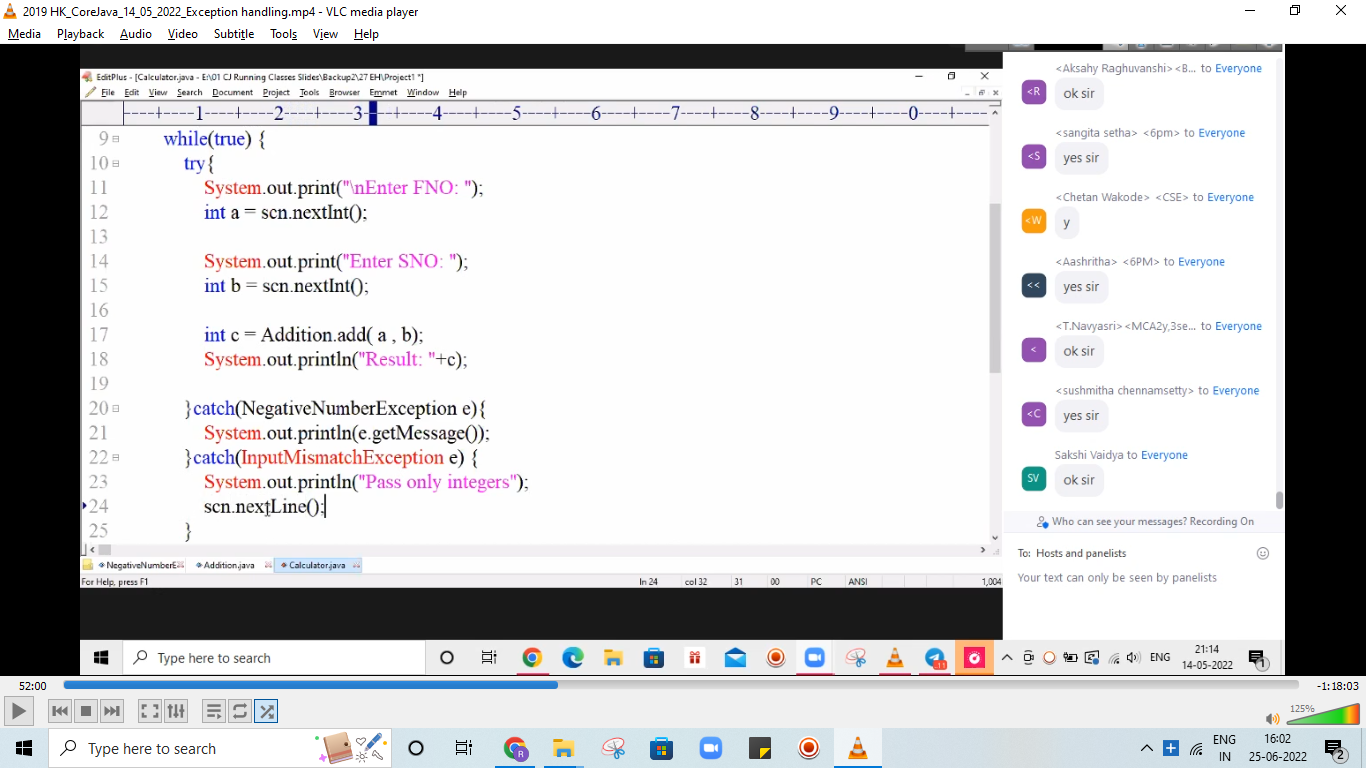 2019 HK_CoreJava_14_05_2022_Exception handling.mp4 - VLC media player
Media Playback Audio Video Subtitle Tools View Help
EditPlus - [Calculator.java - E:\01 CJ Running Classes Slides\Backup2\27 EH\Project1 *]
File Edit View Search Document Project Tools Browser Emmet Window Help
----+----1----+----2----+----3----+----4----+----5----+----6----+----7----+----8----+----9----+----0----+----
9 while(true) {
10 try{
11 System.out.print("\nEnter FNO: ");
12 int a = scn.nextInt();
13
14 System.out.print("Enter SNO: ");
15 int b = scn.nextInt();
16
17 int c = Addition.add( a , b);
18 System.out.println("Result: "+c);
19
20 }catch(NegativeNumberException e){
21 System.out.println(e.getMessage());
22 }catch(InputMismatchException e) {
23 System.out.println("Pass only integers");
24 scn.nextLine();
25 }
NegativeNumberE Addition.java Calculator.java
For Help, press F1 ln 24 col 32 31 00 PC ANSI 1,004
<Aksahy Raghuvanshi><B... to Everyone
<R ok sir
<sangita setha> <6pm> to Everyone
<S yes sir
<Chetan Wakode> <CSE> to Everyone
<W y
<Aashritha> <6PM> to Everyone
<< yes sir
<T.Navyasri><MCA2y,3se... to Everyone
< ok sir
<sushmitha chennamsetty> to Everyone
<C yes sir
Sakshi Vaidya to Everyone
SV ok sir
Who can see your messages? Recording On
To: Hosts and panelists
Your text can only be seen by panelists
Type here to search
ENG
21:14
14-05-2022
1
52:00 -1:18:03
125%
Type here to search
ENG
IN
16:02
25-06-2022
2